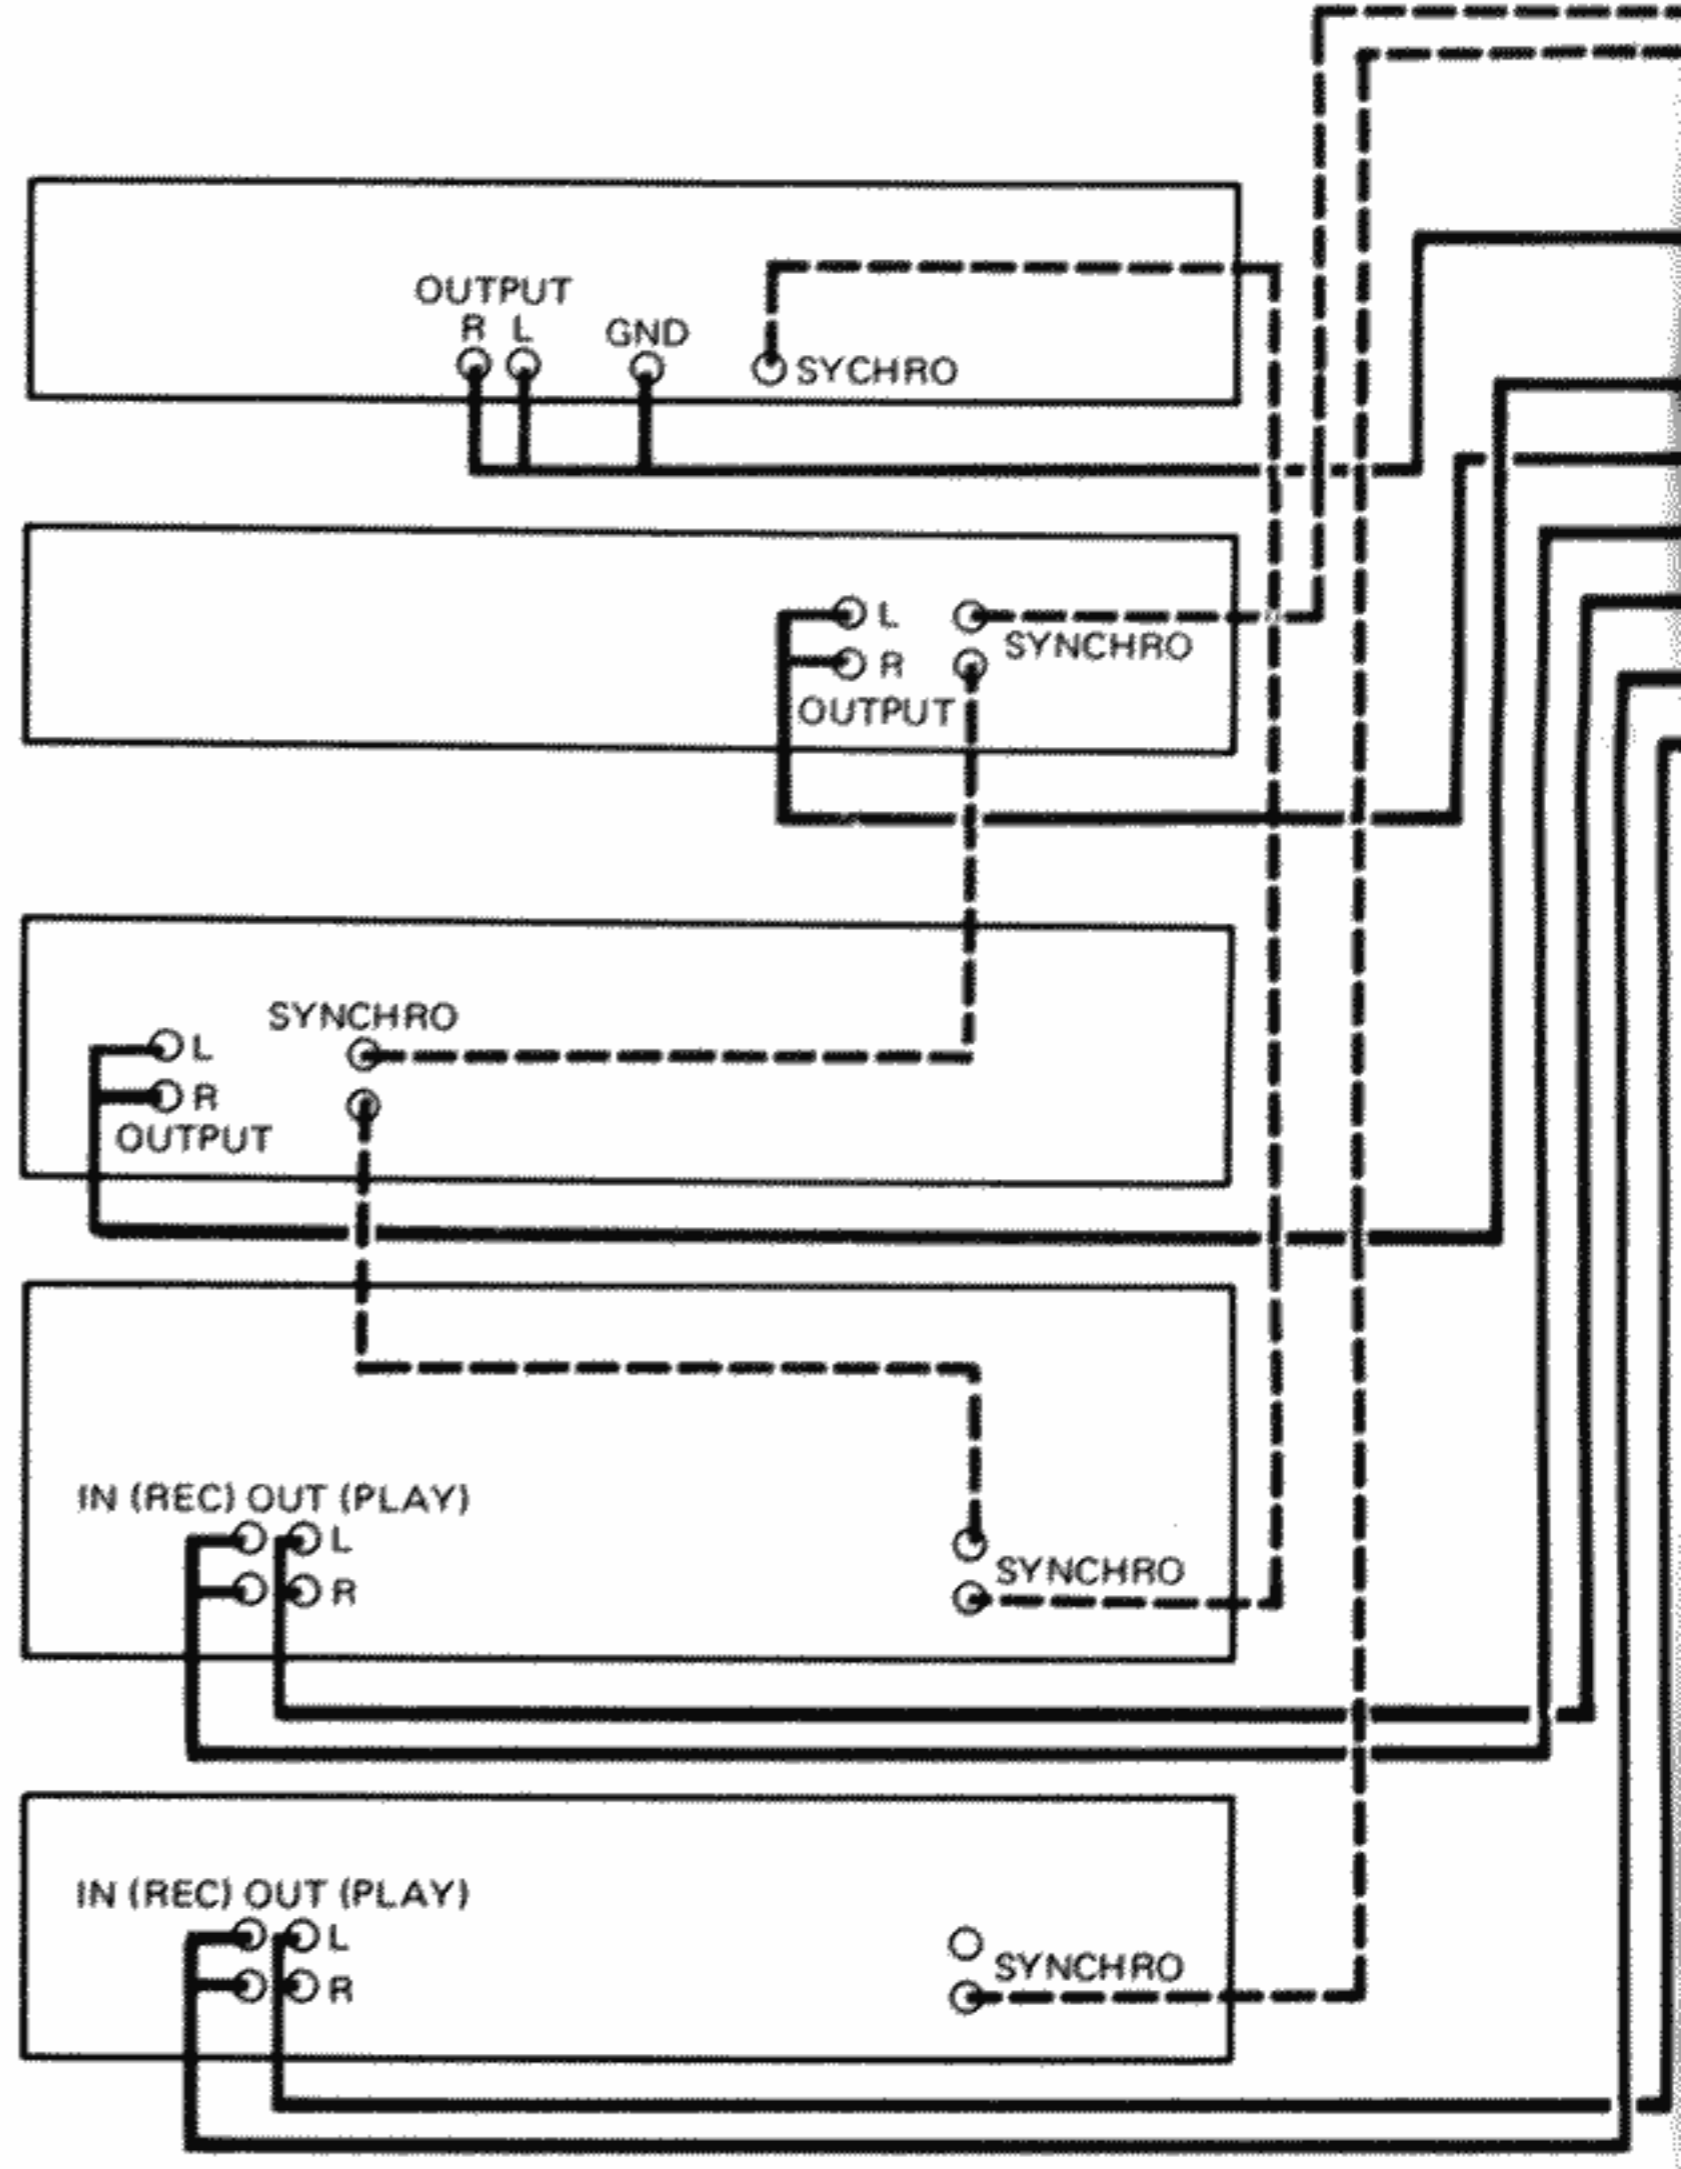 OUTPUT
R L GND
SYCHRO
L
SYNCHRO
R
OUTPUT
SYNCHRO
L
R
OUTPUT
IN (REC) OUT (PLAY)
L
SYNCHRO
R
IN (REC) OUT (PLAY)
L
SYNCHRO
R